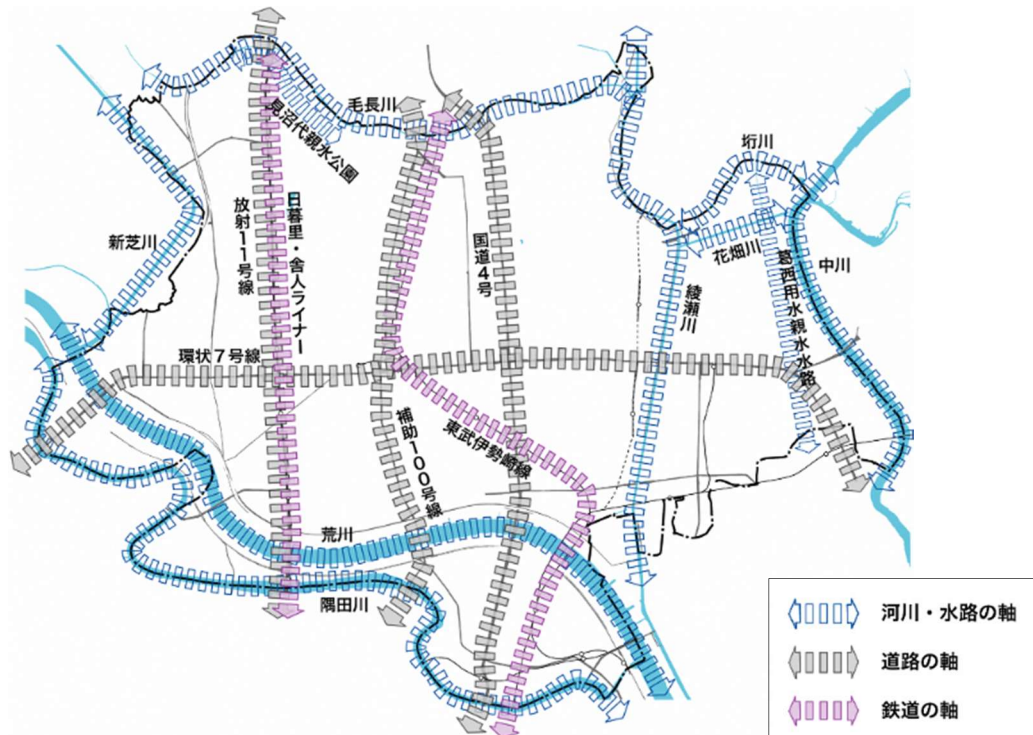 毛長川
見沼代親水公園
垳川
花畑川
中川
葛西用水親水水路
綾瀬川
国道4号
日暮里・舎人ライナー
放射11号線
新芝川
環状7号線
補助100号線
東武伊勢崎線
荒川
隅田川
河川・水路の軸
道路の軸
鉄道の軸